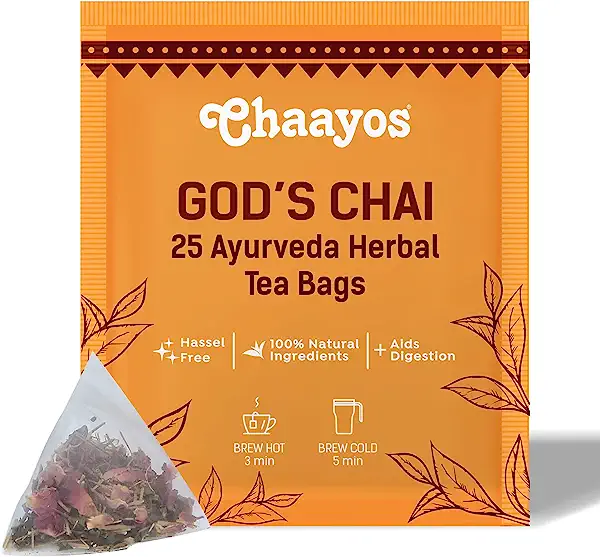 Chaayos
GOD'S CHAI
25 Ayurveda Herbal
Tea Bags
Hassel
Free
100% Natural
Ingredients
+ Aids
Digestion
BREW HOT
3 min
BREW COLD
5 min